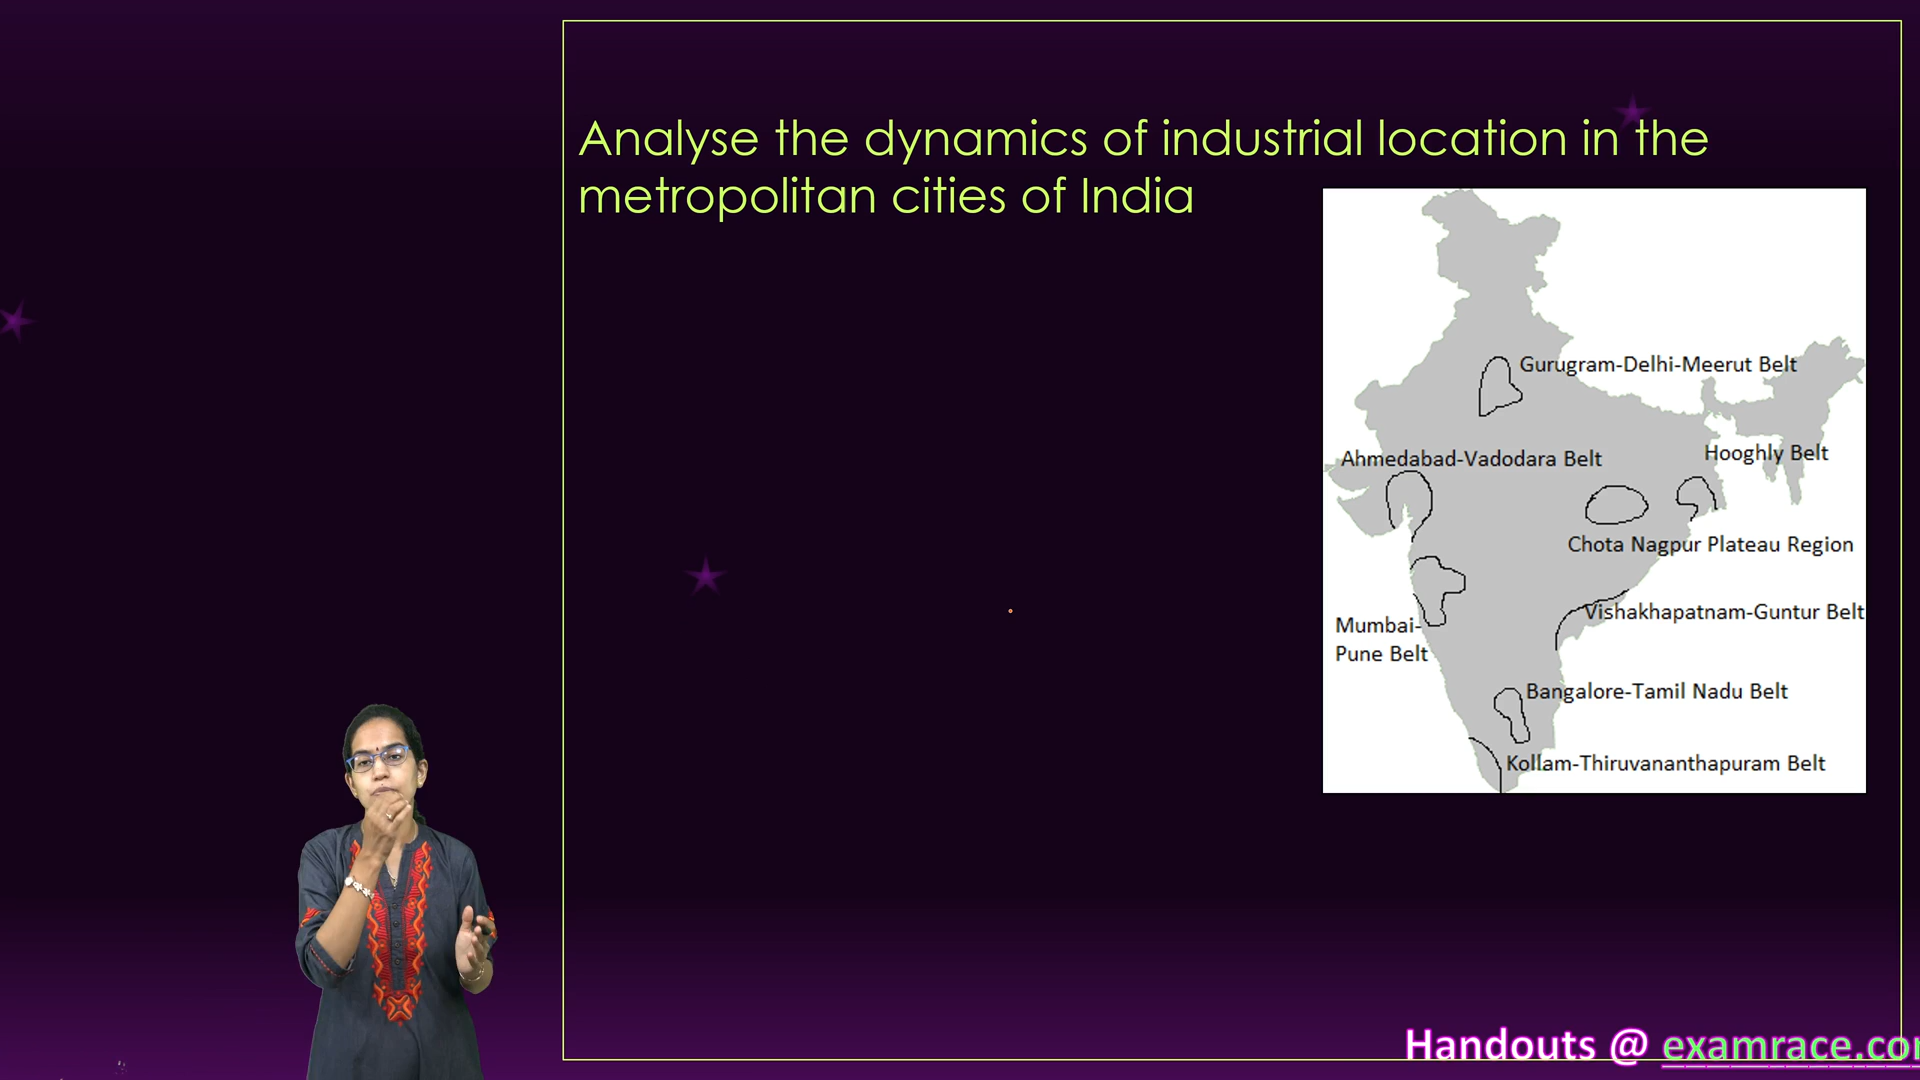 Analyse the dynamics of industrial location in the
metropolitan cities of India
Gurugram-Delhi-Meerut Belt
Ahmedabad-Vadodara Belt
Hooghly Belt
Chota Nagpur Plateau Region
Vishakhapatnam-Guntur Belt
Mumbai-
Pune Belt
Bangalore-Tamil Nadu Belt
Kollam-Thiruvananthapuram Belt
Handouts @ examrace.com